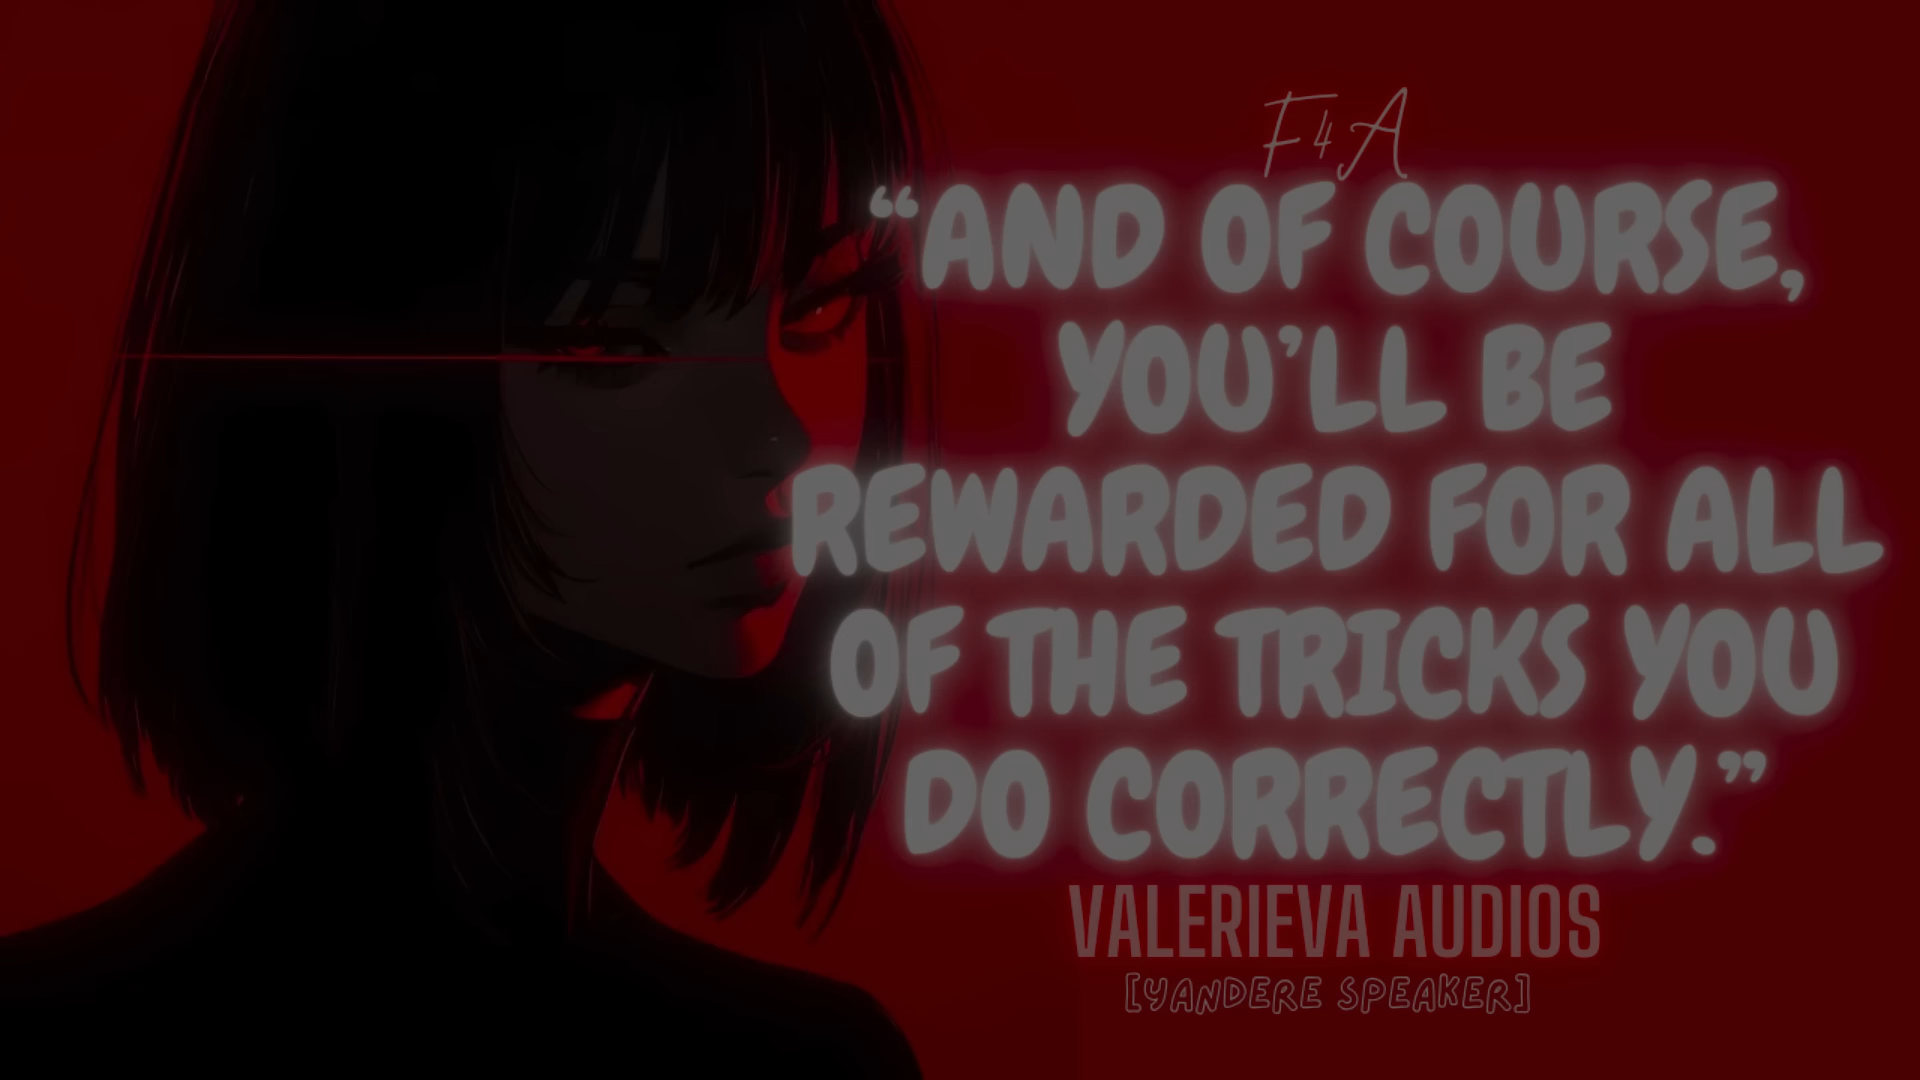 F4A
“AND OF COURSE,
YOU’LL BE
REWARDED FOR ALL
OF THE TRICKS YOU
DO CORRECTLY.”
VALERIEVA AUDIOS
[YANDERE SPEAKER]